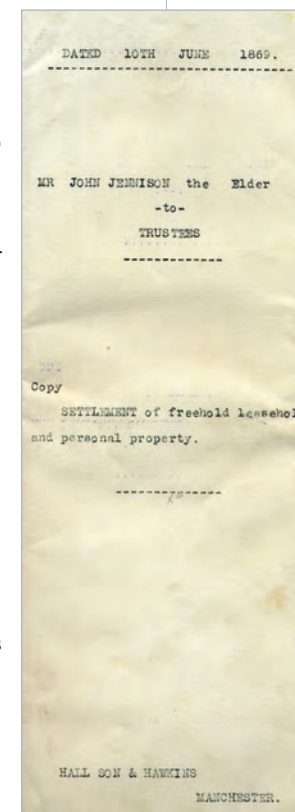 DATED 10TH JUNE 1869.
MR JOHN JENNISON the Elder
-to-
TRUSTEES
Copy
SETTLEMENT of freehold leasehol
and personal property.
HALL SON & HAWKINS
MANCHESTER.